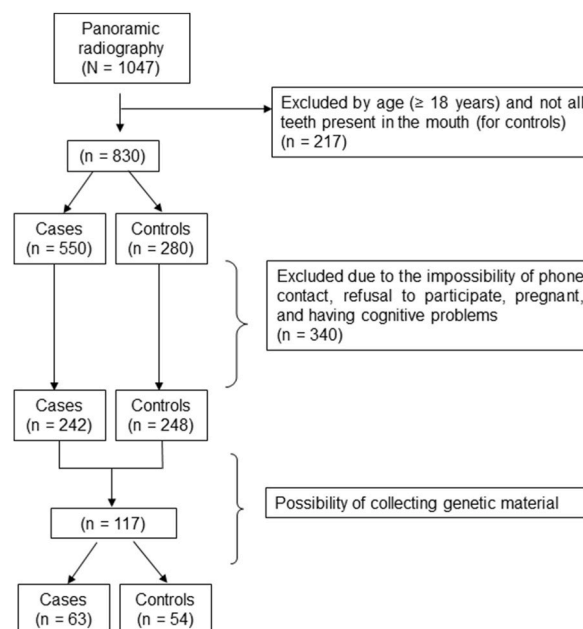 Panoramic
radiography
(N = 1047)
Excluded by age (≥ 18 years) and not all
teeth present in the mouth (for controls)
(n = 217)
(n = 830)
Cases
(n = 550)
Controls
(n = 280)
Excluded due to the impossibility of phone
contact, refusal to participate, pregnant,
and having cognitive problems
(n = 340)
Cases
(n = 242)
Controls
(n = 248)
Possibility of collecting genetic material
(n = 117)
Cases
(n = 63)
Controls
(n = 54)